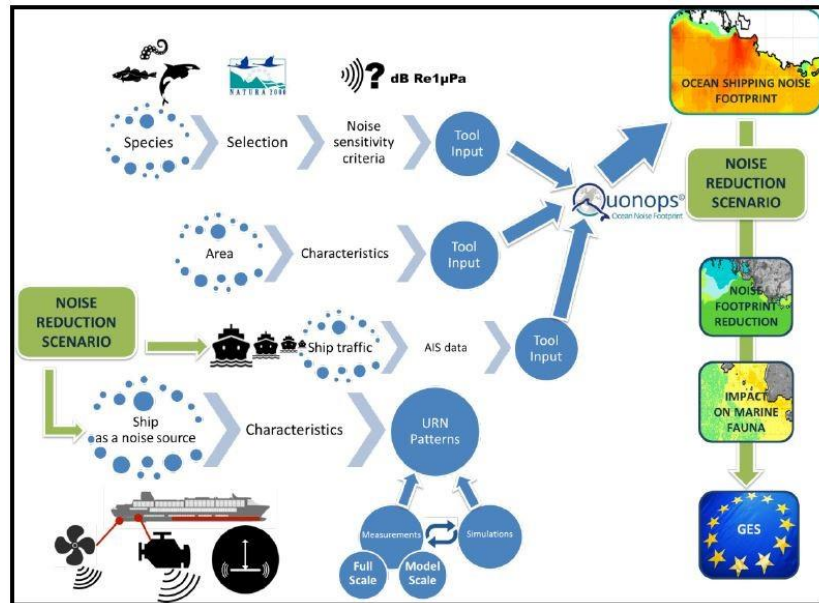 NATURA 2000
? dB Re1µPa
Species
Selection
Noise
sensitivity
criteria
Tool
Input
OCEAN SHIPPING NOISE
FOOTPRINT
Quonops©
Ocean Noise Footprint
NOISE
REDUCTION
SCENARIO
Area
Characteristics
Tool
Input
NOISE
REDUCTION
SCENARIO
Ship traffic
AIS data
Tool
Input
NOISE
FOOTPRINT
REDUCTION
Ship
as a noise source
Characteristics
URN
Patterns
IMPACT
ON MARINE
FAUNA
Measurements
Simulations
Full
Scale
Model
Scale
GES